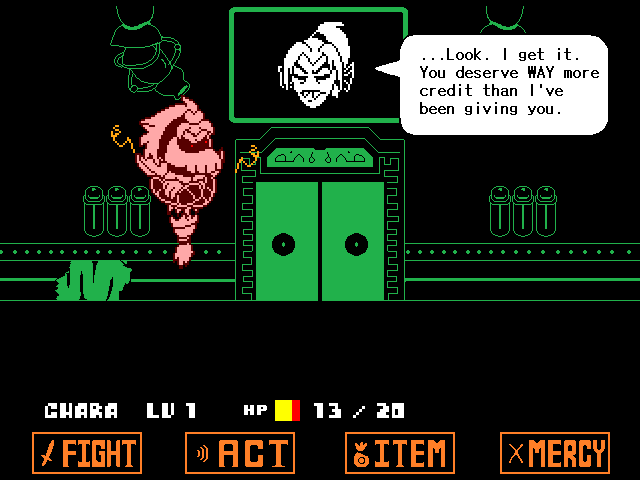 ...Look. I get it.
You deserve WAY more
credit than I've
been giving you.
CHARA LV 1 HP 13 / 20
FIGHT ACT ITEM MERCY